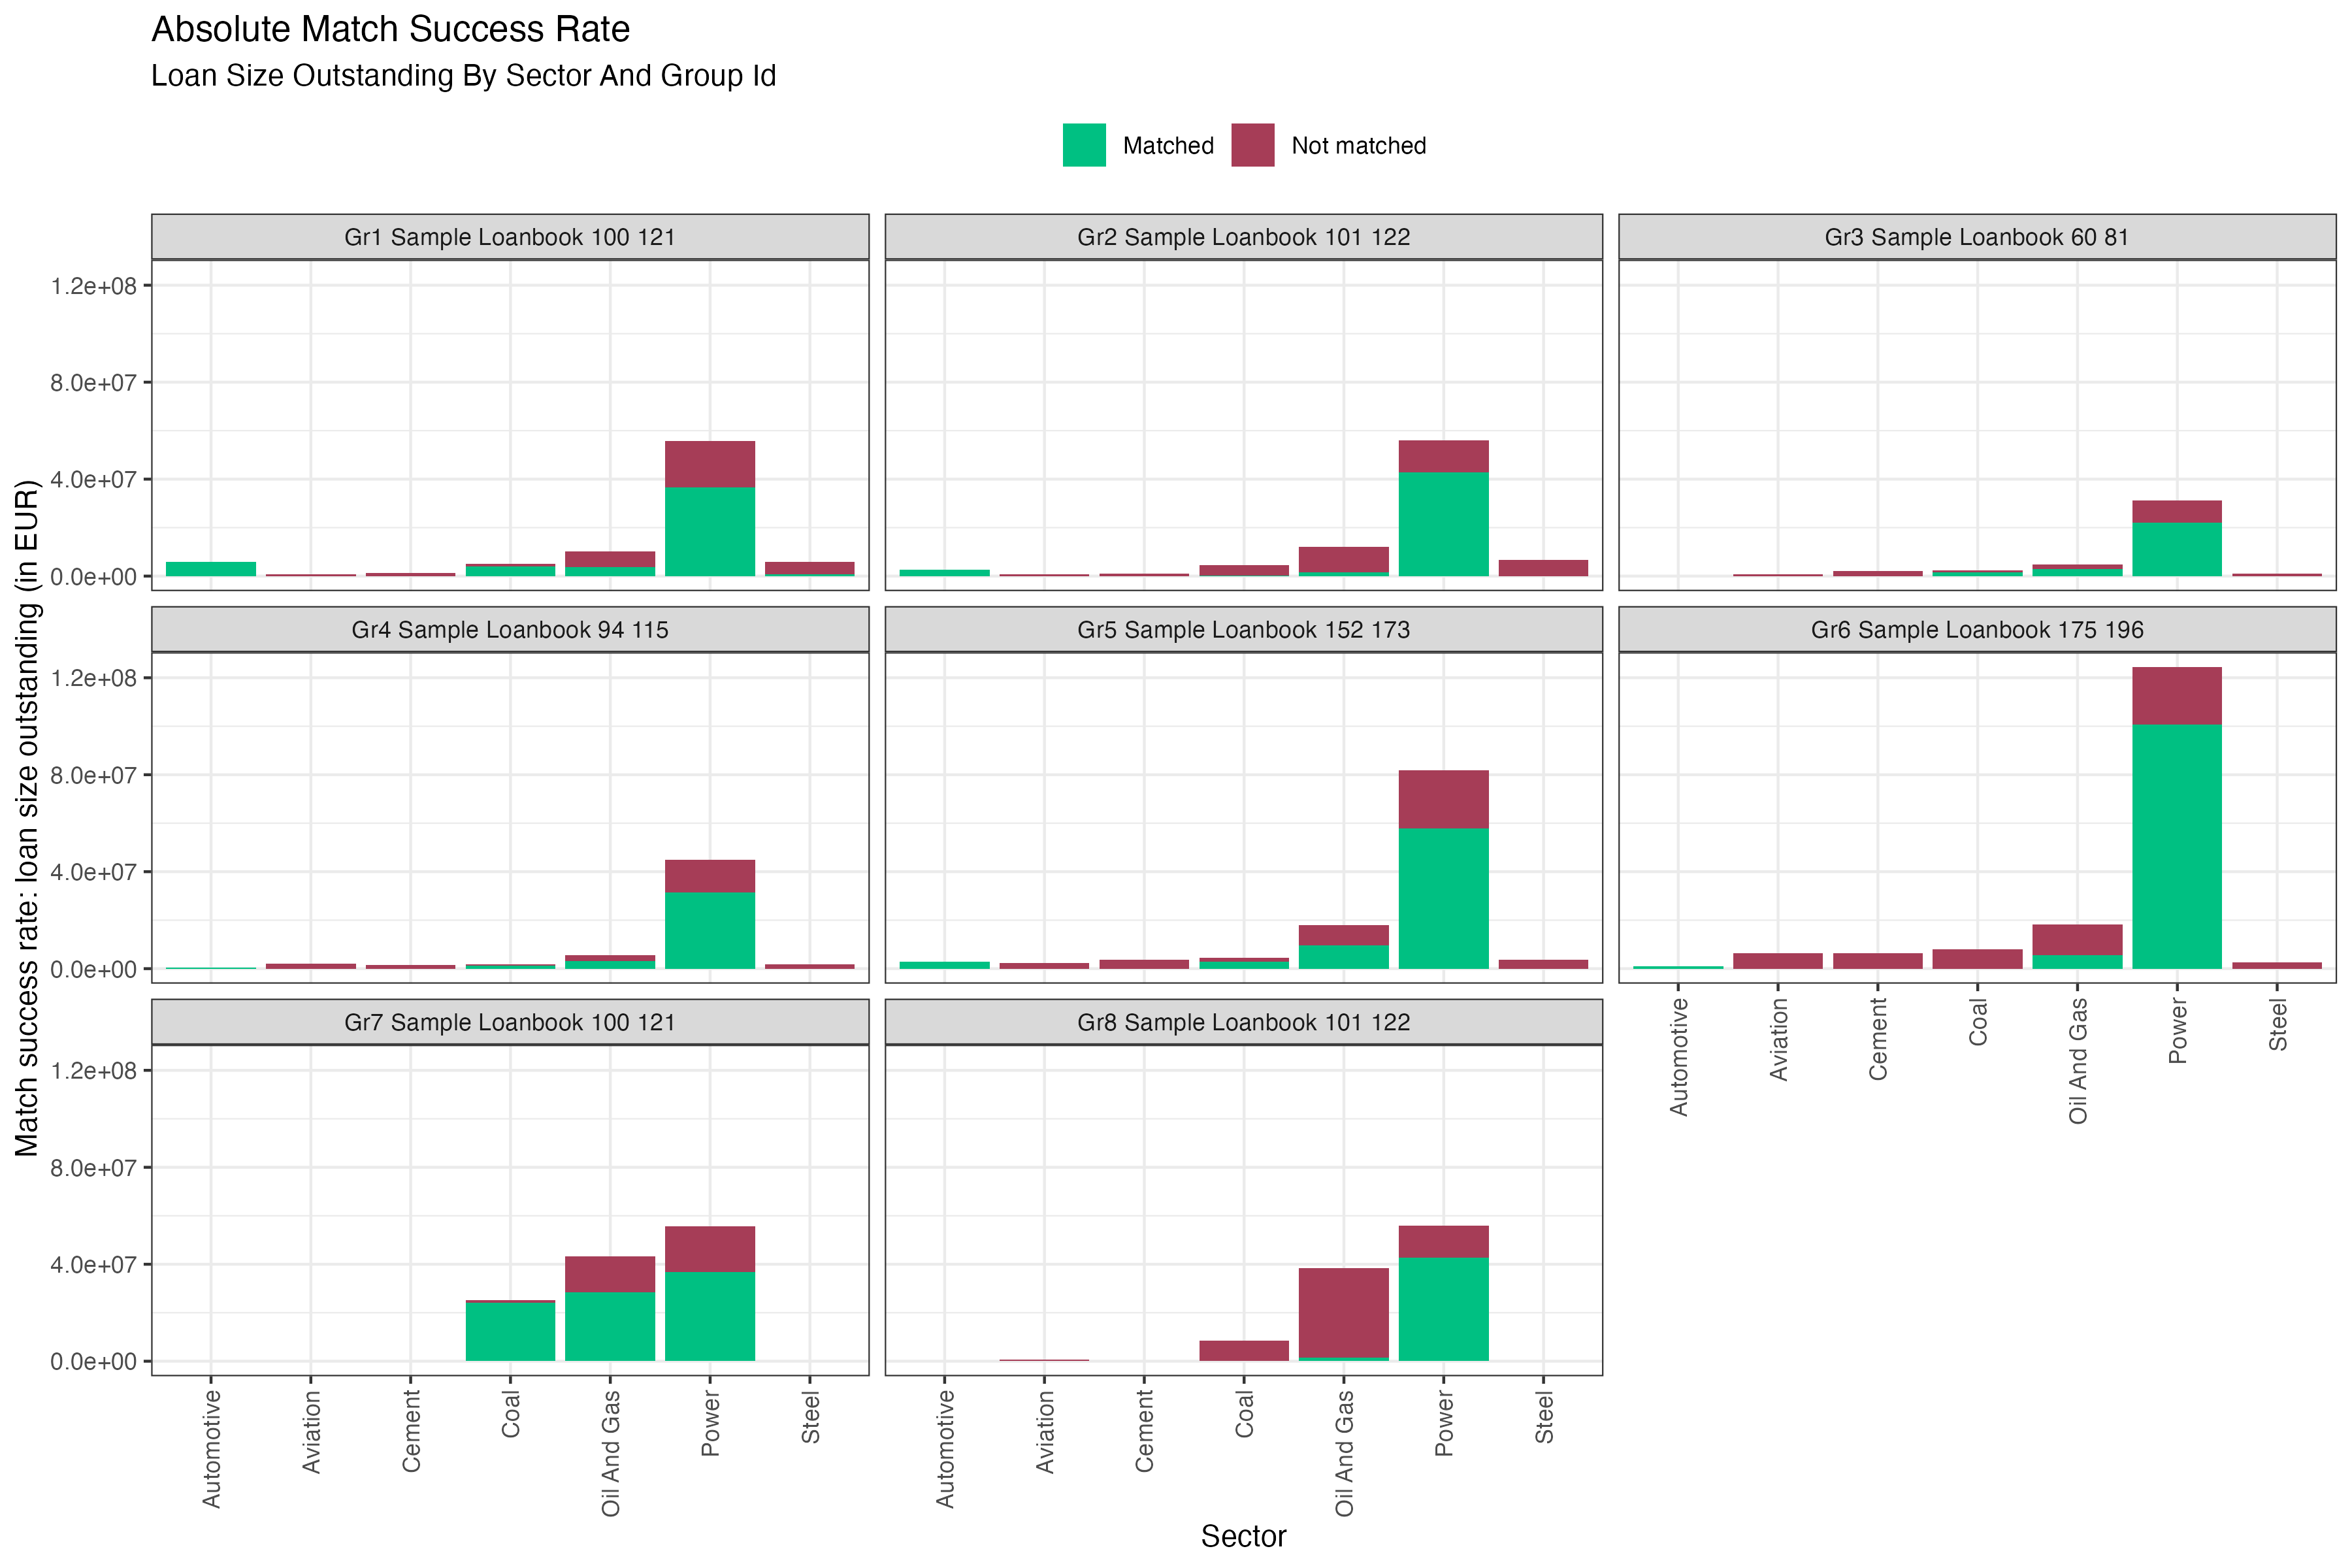 Absolute Match Success Rate
Loan Size Outstanding By Sector And Group Id
Matched
Not matched
Gr1 Sample Loanbook 100 121
Gr2 Sample Loanbook 101 122
Gr3 Sample Loanbook 60 81
1.2e+08
8.0e+07
4.0e+07
0.0e+00
Gr4 Sample Loanbook 94 115
Gr5 Sample Loanbook 152 173
Gr6 Sample Loanbook 175 196
1.2e+08
8.0e+07
4.0e+07
0.0e+00
Automotive
Aviation
Cement
Coal
Oil And Gas
Power
Steel
Gr7 Sample Loanbook 100 121
Gr8 Sample Loanbook 101 122
1.2e+08
8.0e+07
4.0e+07
0.0e+00
Automotive
Aviation
Cement
Coal
Oil And Gas
Power
Steel
Automotive
Aviation
Cement
Coal
Oil And Gas
Power
Steel
Sector
Match success rate: loan size outstanding (in EUR)